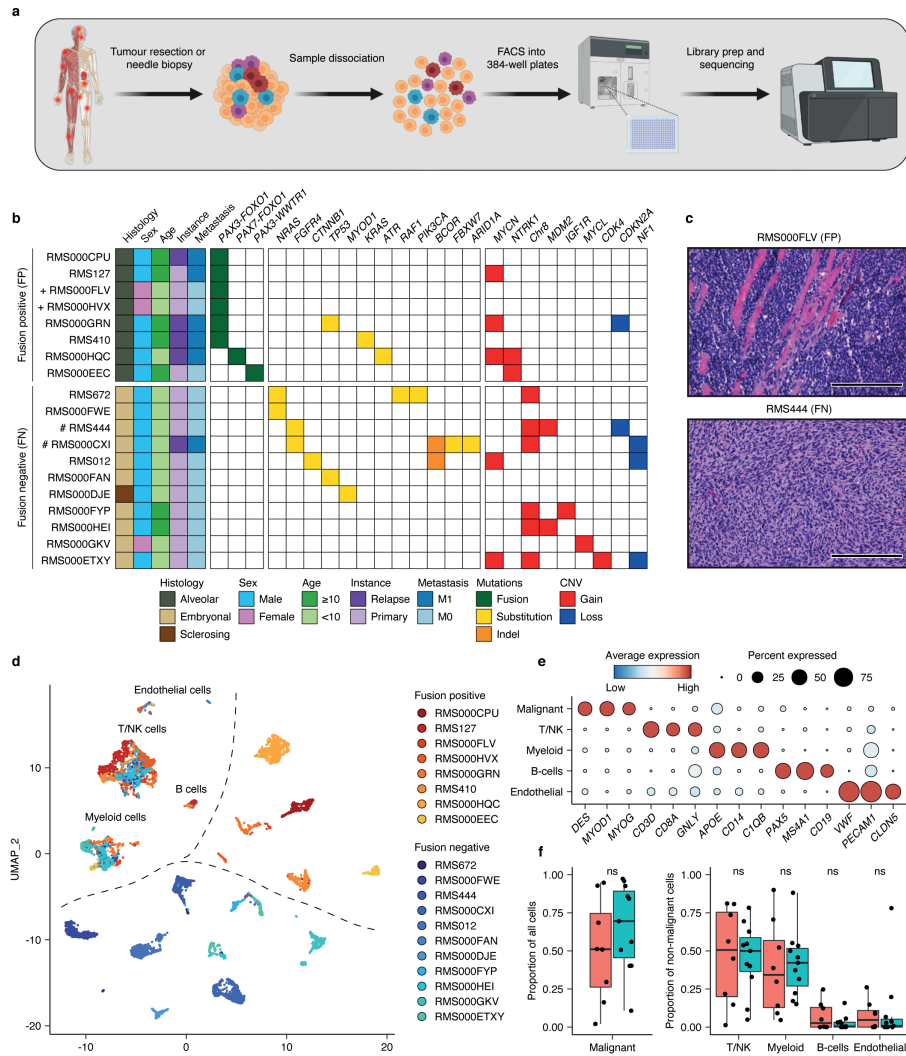 a
Tumour resection or
needle biopsy
Sample dissociation
FACS into
384-well plates
Library prep and
sequencing
b
Histology
Sex
Age
Instance
Metastasis
PAX3-FOXO1
PAX7-FOXO1
PAX3-WWTR1
NRAS
FGFR4
CTNNB1
TP53
MYOD1
KRAS
ATR
RAF1
PIK3CA
BCOR
FBXW7
ARID1A
MYCN
NTRK1
Chr8
MDM2
IGF1R
MYCL
CDK4
CDKN2A
NF1
Fusion positive (FP)
RMS000CPU
RMS127
+ RMS000FLV
+ RMS000HVX
RMS000GRN
RMS410
RMS000HQC
RMS000EEC
Fusion negative (FN)
RMS672
RMS000FWE
# RMS444
# RMS000CXI
RMS012
RMS000FAN
RMS000DJE
RMS000FYP
RMS000HEI
RMS000GKV
RMS000ETXY
Histology
Alveolar
Embryonal
Sclerosing
Sex
Male
Female
Age
≥10
<10
Instance
Relapse
Primary
Metastasis
M1
M0
Mutations
Fusion
Substitution
Indel
CNV
Gain
Loss
c
RMS000FLV (FP)
RMS444 (FN)
d
Endothelial cells
T/NK cells
B cells
Myeloid cells
UMAP_2
10
0
-10
-20
-10
0
10
20
Fusion positive
RMS000CPU
RMS127
RMS000FLV
RMS000HVX
RMS000GRN
RMS410
RMS000HQC
RMS000EEC
Fusion negative
RMS672
RMS000FWE
RMS444
RMS000CXI
RMS012
RMS000FAN
RMS000DJE
RMS000FYP
RMS000HEI
RMS000GKV
RMS000ETXY
e
Average expression
Low
High
Percent expressed
0
25
50
75
Malignant
T/NK
Myeloid
B-cells
Endothelial
DES
MYOD1
MYOG
CD3D
CD8A
GNLY
APOE
CD14
C1QB
PAX5
MS4A1
CD19
VWF
PECAM1
CLDN5
f
Proportion of all cells
1.00
0.75
0.50
0.25
0.00
ns
Malignant
Proportion of non-malignant cells
1.00
0.75
0.50
0.25
0.00
ns
ns
ns
ns
T/NK
Myeloid
B-cells
Endothelial